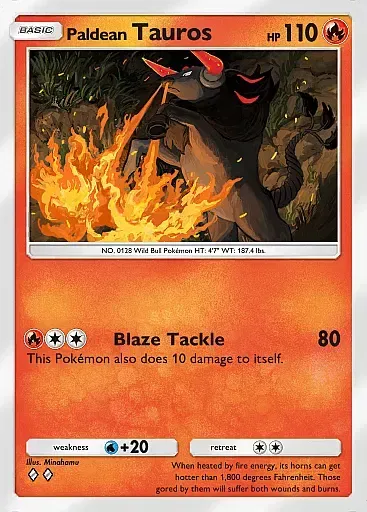 BASIC Paldean Tauros HP 110
NO. 0128 Wild Bull Pokémon HT: 4'7" WT: 187.4 lbs.
Blaze Tackle 80
This Pokémon also does 10 damage to itself.
weakness +20 retreat
Illus. Minahamu
When heated by fire energy, its horns can get
hotter than 1,800 degrees Fahrenheit. Those
gored by them will suffer both wounds and burns.